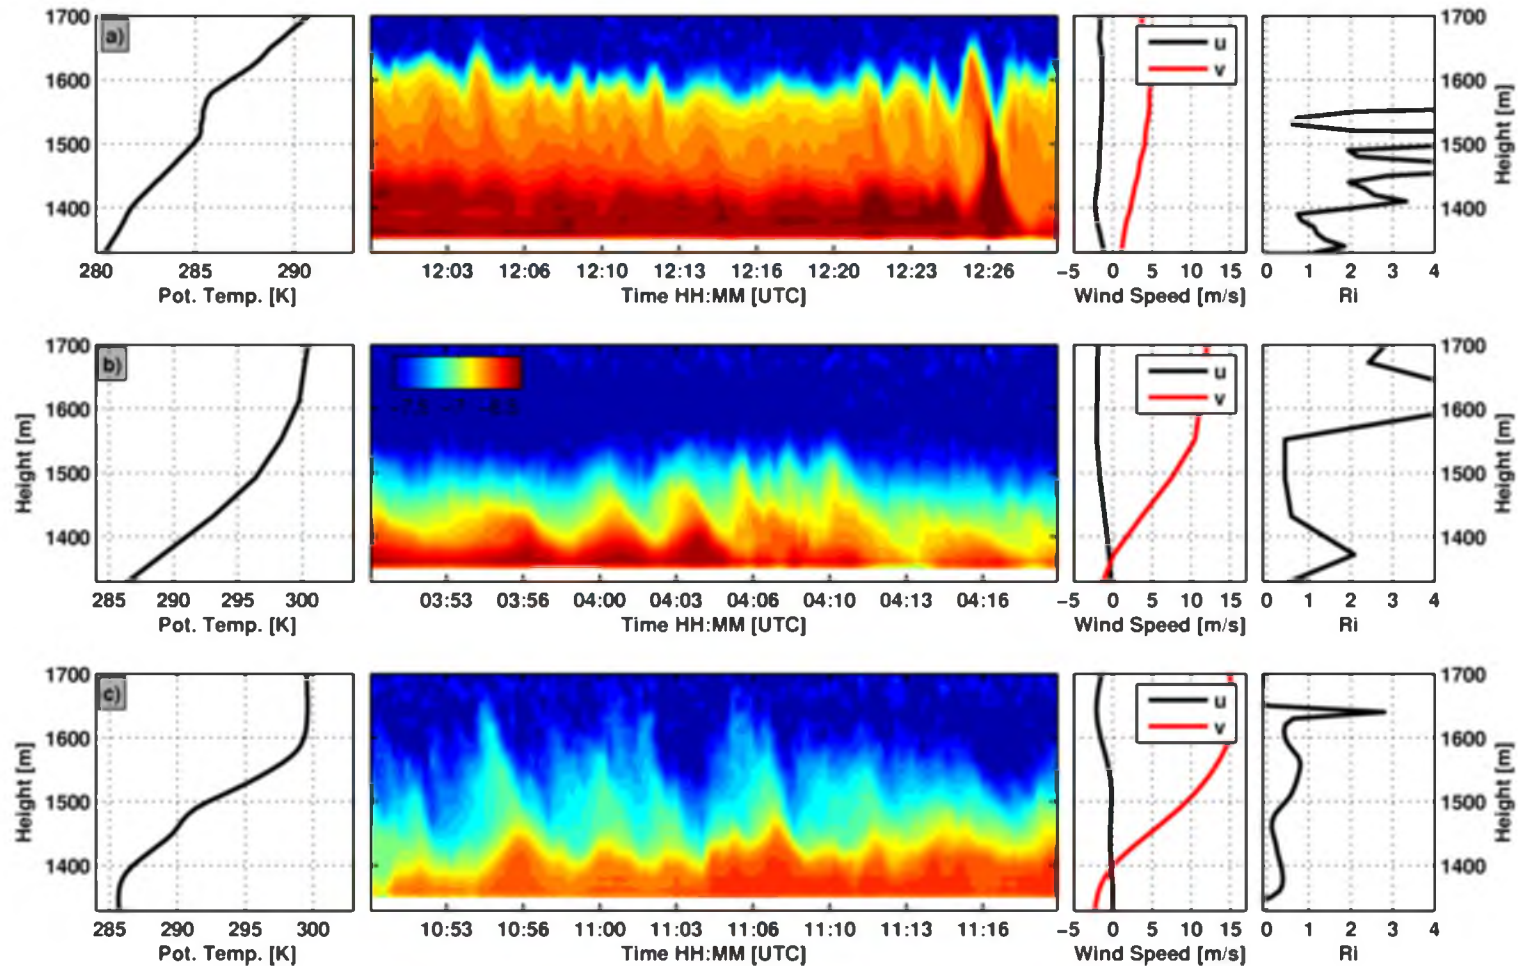 1700
1600
1500
1400
a)
280 285 290
Pot. Temp. [K]
12:03 12:06 12:10 12:13 12:16 12:20 12:23 12:26
Time HH:MM [UTC]
u
v
-5 0 5 10 15
Wind Speed [m/s]
0 1 2 3 4
Ri
1700
1600
1500
1400
Height [m]
Height [m]
1700
1600
1500
1400
b)
285 290 295 300
Pot. Temp. [K]
-7.5 -7 -6.5
03:53 03:56 04:00 04:03 04:06 04:10 04:13 04:16
Time HH:MM [UTC]
u
v
-5 0 5 10 15
Wind Speed [m/s]
0 1 2 3 4
Ri
1700
1600
1500
1400
Height [m]
Height [m]
1700
1600
1500
1400
c)
285 290 295 300
Pot. Temp. [K]
10:53 10:56 11:00 11:03 11:06 11:10 11:13 11:16
Time HH:MM [UTC]
u
v
-5 0 5 10 15
Wind Speed [m/s]
0 1 2 3 4
Ri
1700
1600
1500
1400
Height [m]